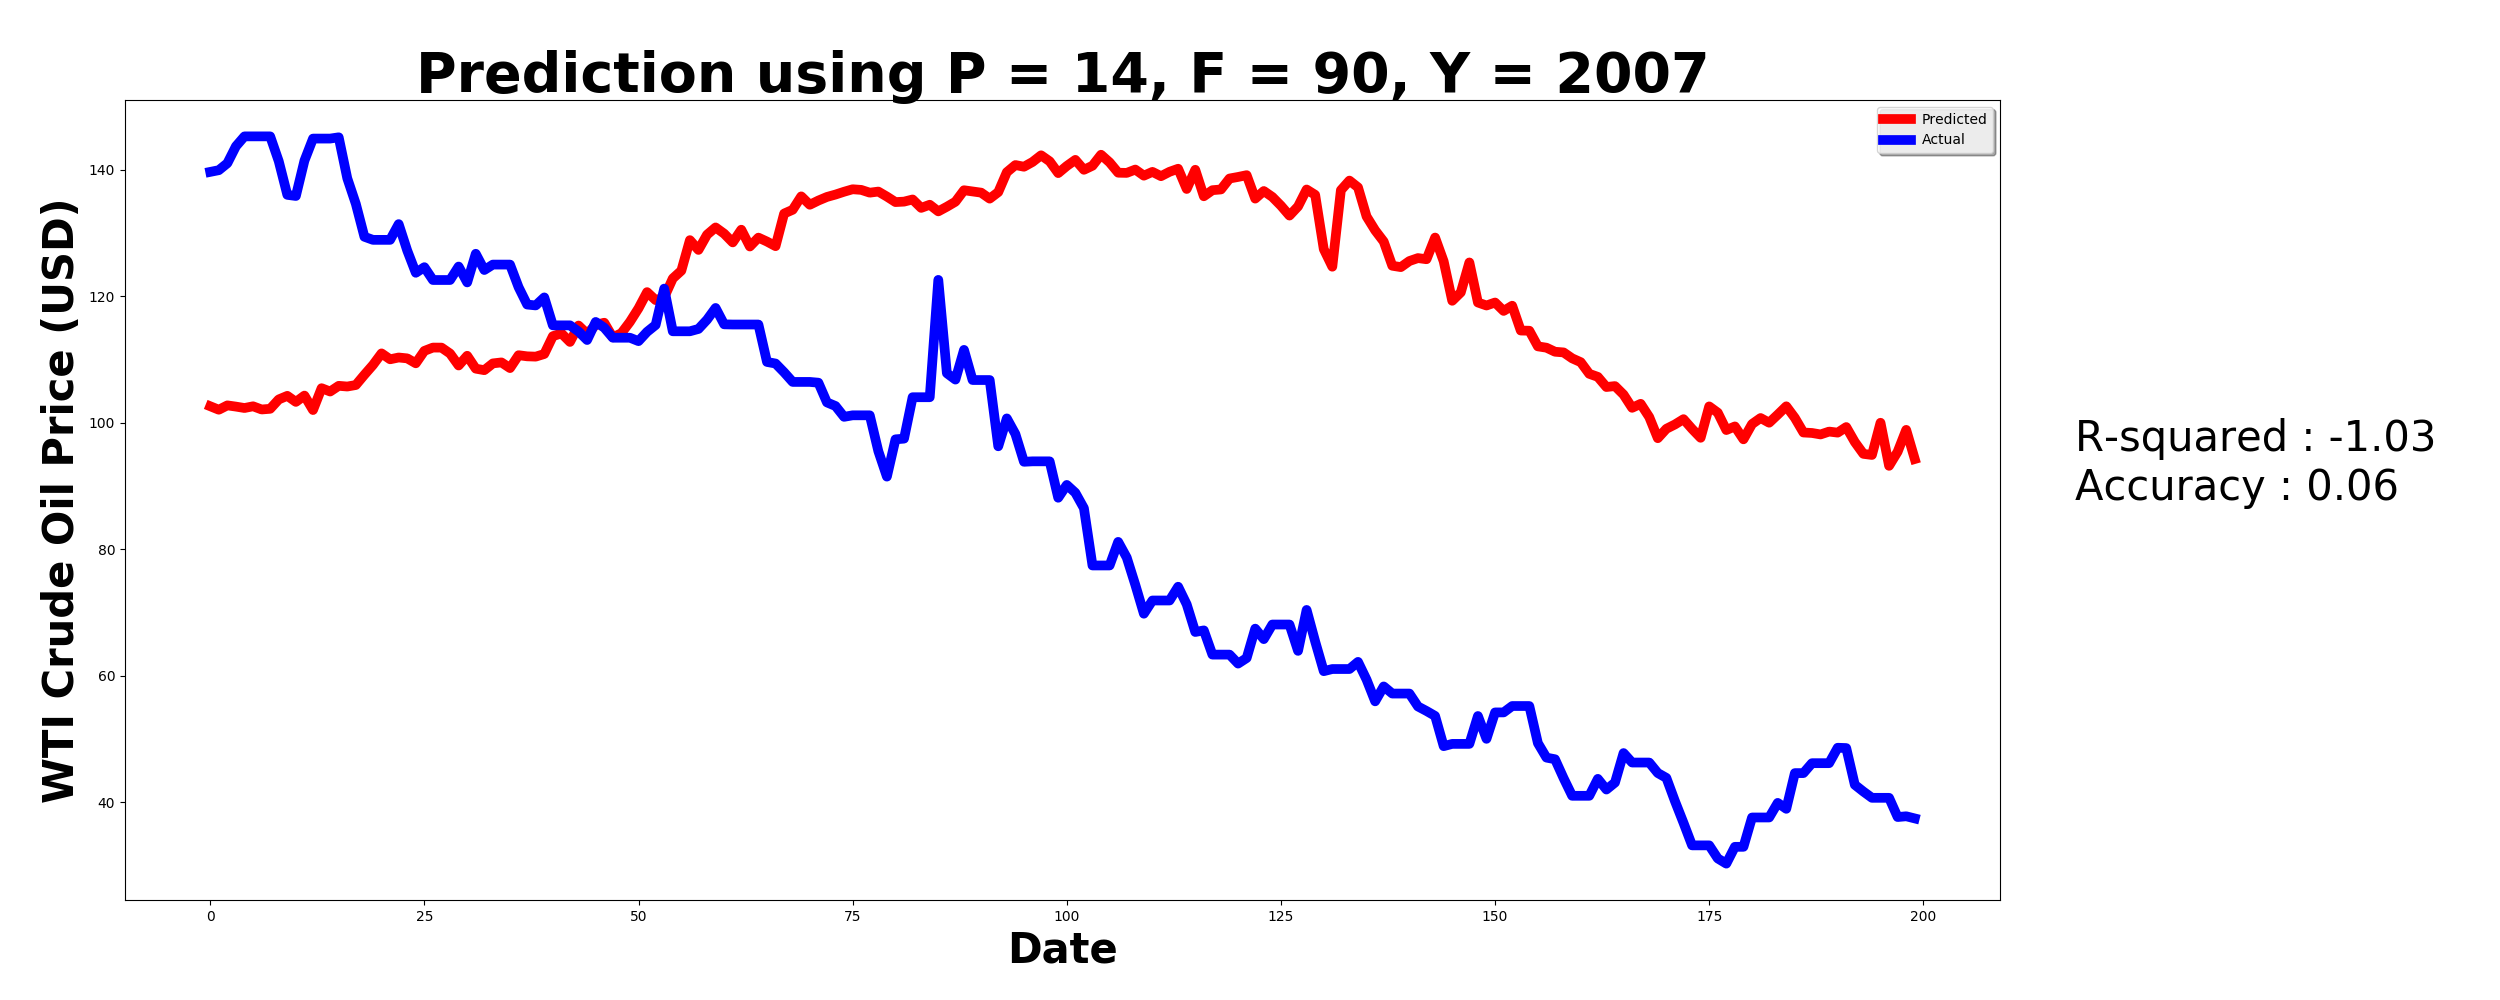 Prediction using P = 14, F = 90, Y = 2007
Predicted
Actual
WTI Crude Oil Price (USD)
140
120
100
80
60
40
0 25 50 75 100 125 150 175 200
Date
R-squared : -1.03
Accuracy : 0.06